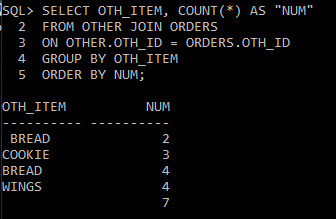 SQL> SELECT OTH_ITEM, COUNT(*) AS "NUM"
2 FROM OTHER JOIN ORDERS
3 ON OTHER.OTH_ID = ORDERS.OTH_ID
4 GROUP BY OTH_ITEM
5 ORDER BY NUM;
OTH_ITEM NUM
---------- ----------
BREAD 2
COOKIE 3
BREAD 4
WINGS 4
7